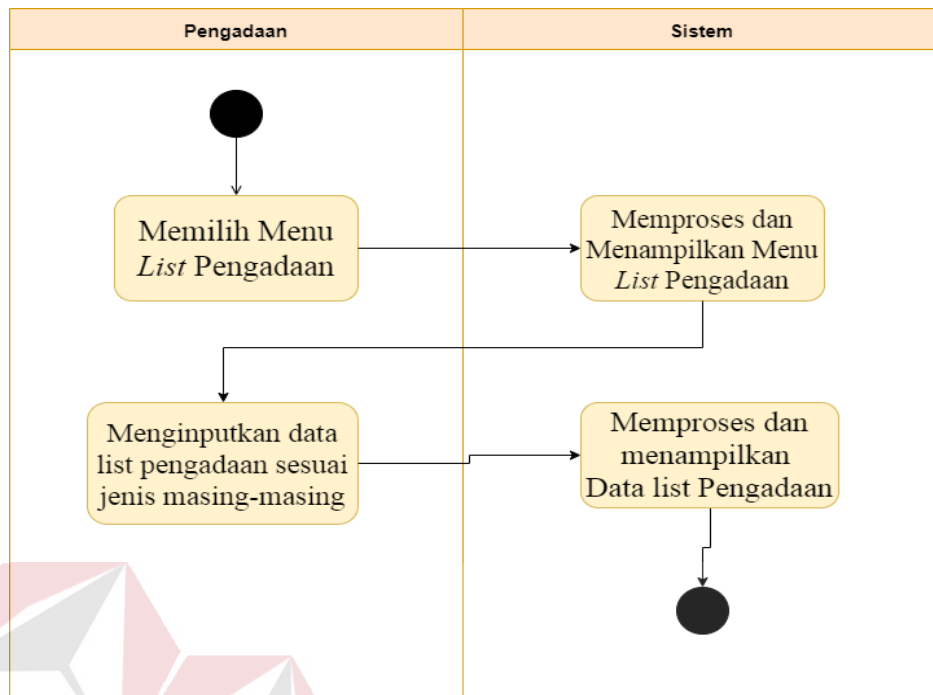 Pengadaan
Sistem
Memilih Menu
List Pengadaan
Memproses dan
Menampilkan Menu
List Pengadaan
Menginputkan data
list pengadaan sesuai
jenis masing-masing
Memproses dan
menampilkan
Data list Pengadaan